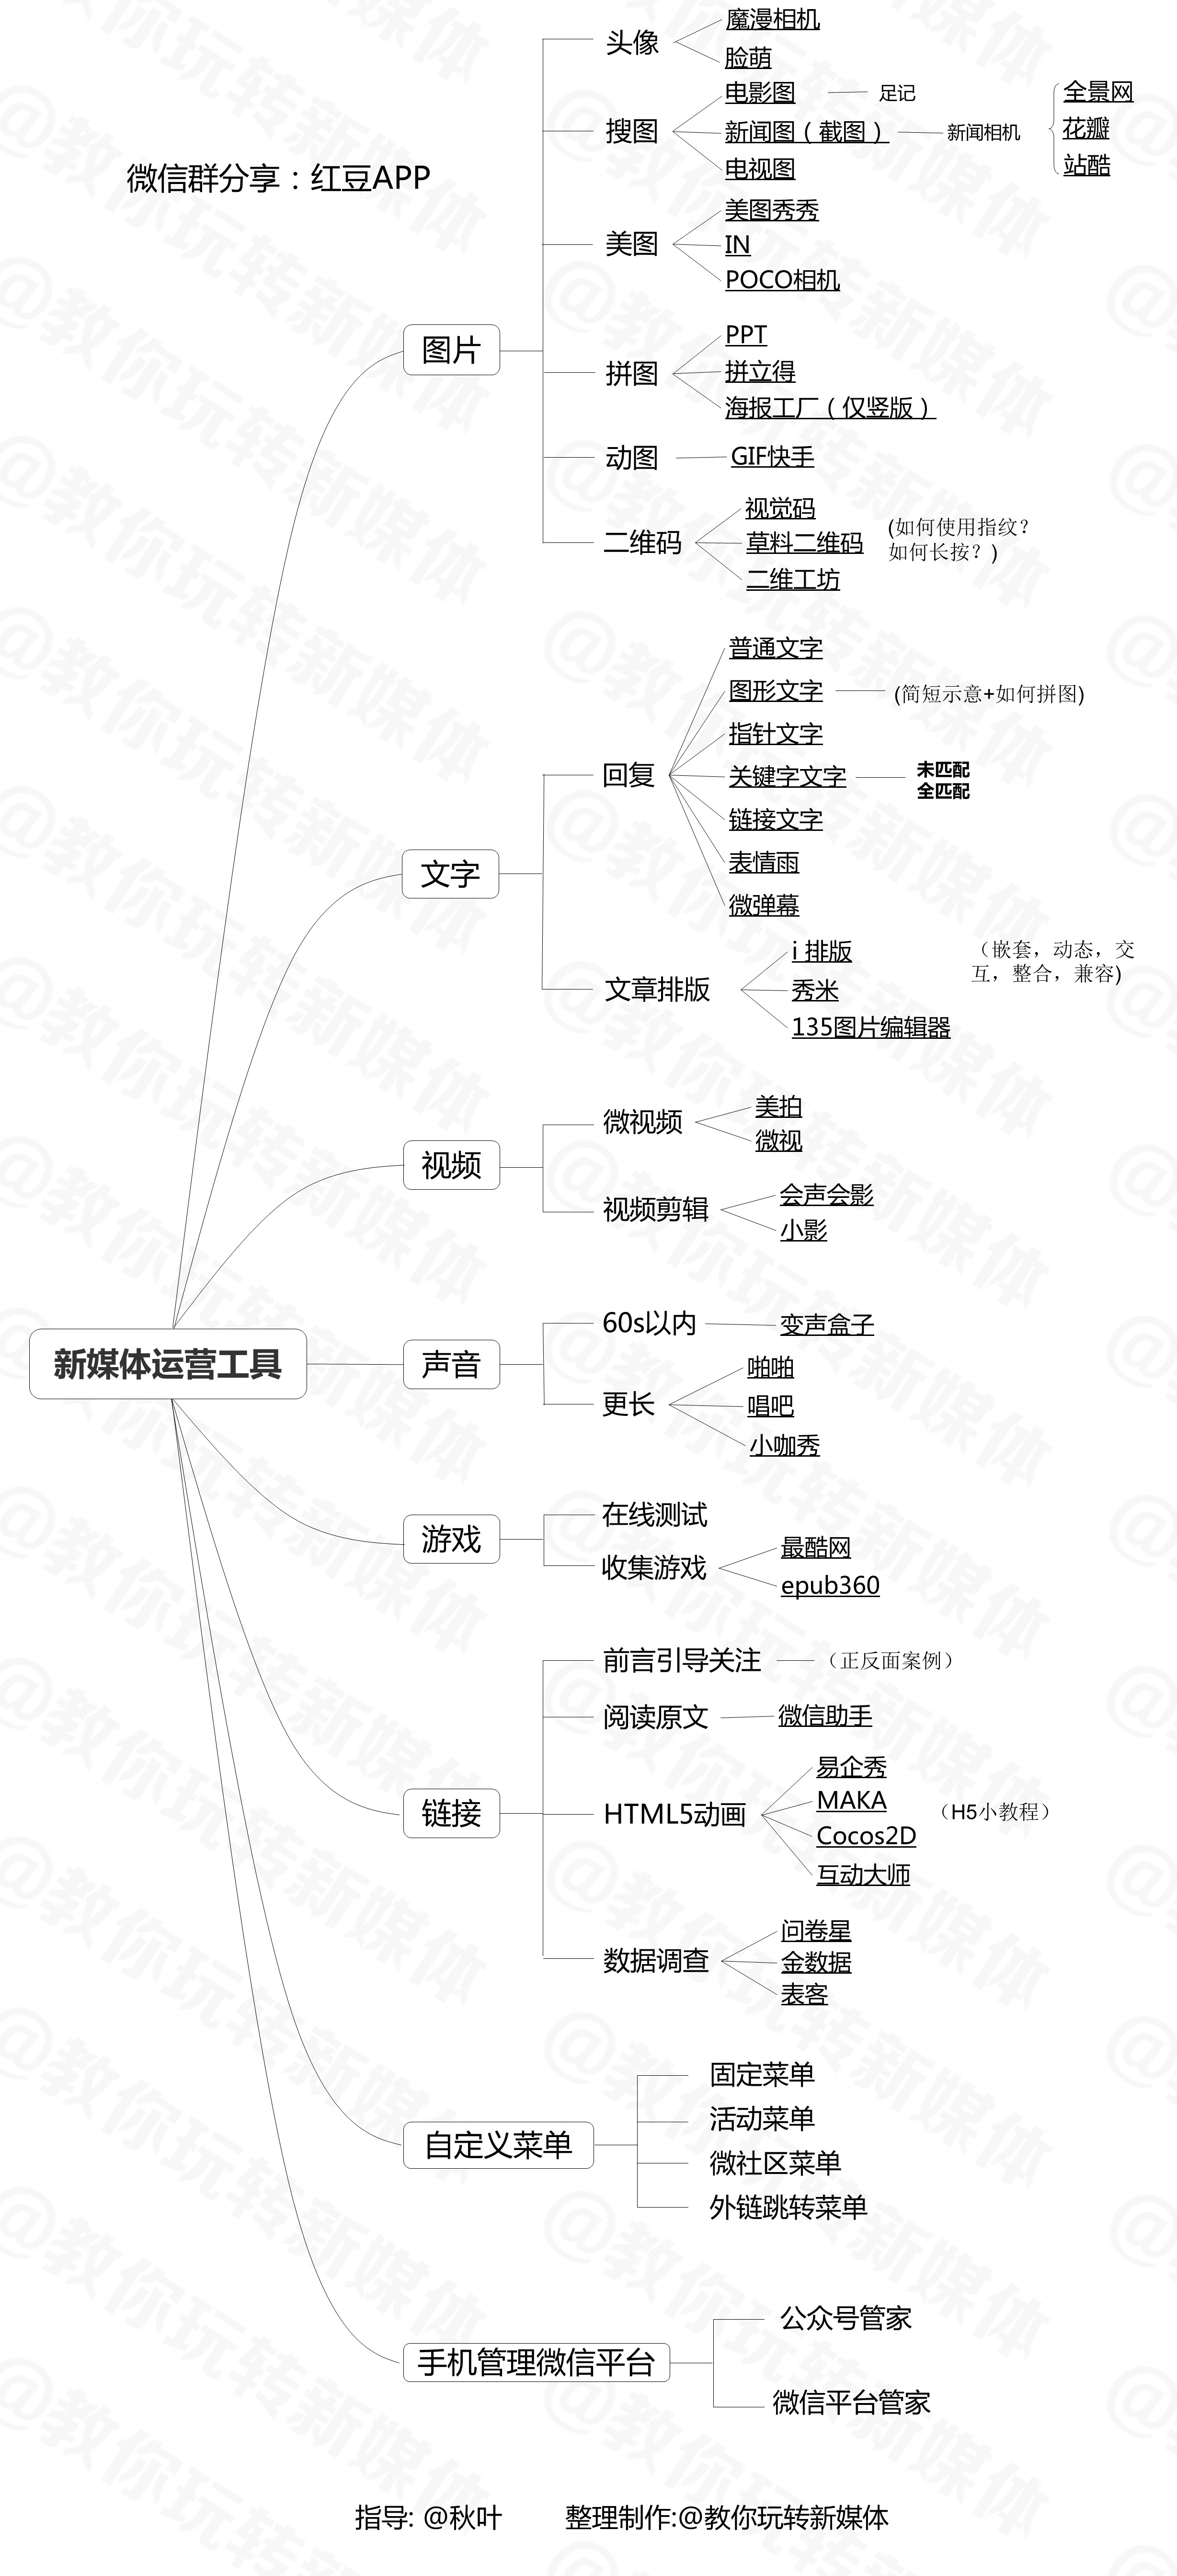 微信群分享：红豆APP
新媒体运营工具
图片
头像
魔漫相机
脸萌
搜图
电影图
足记
新闻图（截图）
新闻相机
电视图
全景网
花瓣
站酷
美图
美图秀秀
IN
POCO相机
拼图
PPT
拼立得
海报工厂（仅竖版）
动图
GIF快手
二维码
视觉码
草料二维码
二维工坊
(如何使用指纹？
如何长按？)
文字
回复
普通文字
图形文字
(简短示意+如何拼图)
指针文字
关键字文字
未匹配
全匹配
链接文字
表情雨
微弹幕
文章排版
i 排版
秀米
135图片编辑器
（嵌套，动态，交
互，整合，兼容)
视频
微视频
美拍
微视
视频剪辑
会声会影
小影
声音
60s以内
变声盒子
更长
啪啪
唱吧
小咖秀
游戏
在线测试
收集游戏
最酷网
epub360
链接
前言引导关注
（正反面案例）
阅读原文
微信助手
HTML5动画
易企秀
MAKA
Cocos2D
互动大师
（H5小教程）
数据调查
问卷星
金数据
表客
自定义菜单
固定菜单
活动菜单
微社区菜单
外链跳转菜单
手机管理微信平台
公众号管家
微信平台管家
指导: @秋叶 整理制作:@教你玩转新媒体